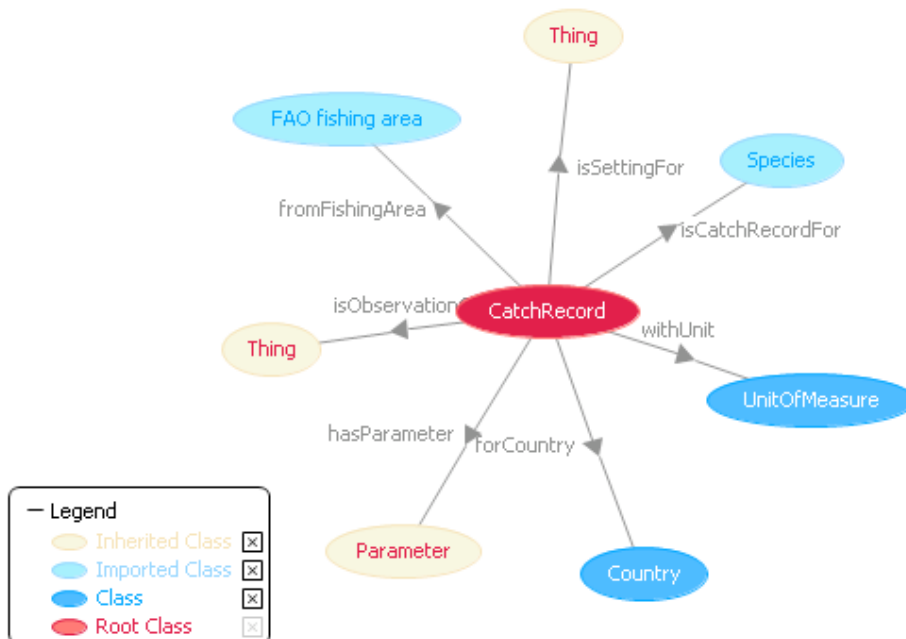 Thing
FAO fishing area
Species
isSettingFor
fromFishingArea
isCatchRecordFor
isObservation
CatchRecord
withUnit
Thing
UnitOfMeasure
hasParameter
forCountry
Parameter
Country
Legend
Inherited Class
Imported Class
Class
Root Class